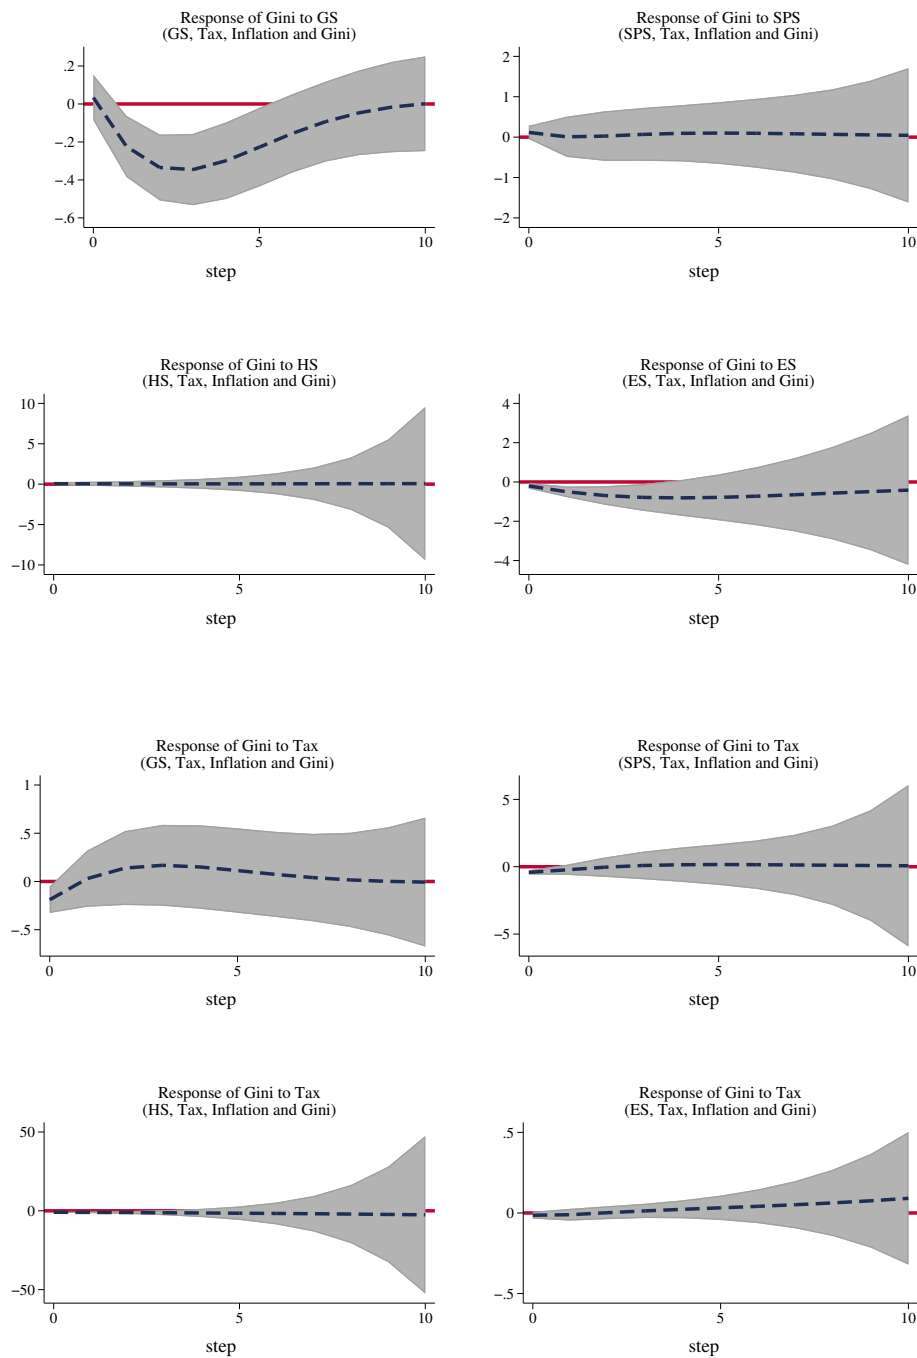 Response of Gini to GS
(GS, Tax, Inflation and Gini)
.2
0
−.2
−.4
−.6
0
5
10
step
Response of Gini to SPS
(SPS, Tax, Inflation and Gini)
2
1
0
−1
−2
0
5
10
step
Response of Gini to HS
(HS, Tax, Inflation and Gini)
10
5
0
−5
−10
0
5
10
step
Response of Gini to ES
(ES, Tax, Inflation and Gini)
4
2
0
−2
−4
0
5
10
step
Response of Gini to Tax
(GS, Tax, Inflation and Gini)
1
.5
0
−.5
0
5
10
step
Response of Gini to Tax
(SPS, Tax, Inflation and Gini)
5
0
−5
0
5
10
step
Response of Gini to Tax
(HS, Tax, Inflation and Gini)
50
0
−50
0
5
10
step
Response of Gini to Tax
(ES, Tax, Inflation and Gini)
.5
0
−.5
0
5
10
step